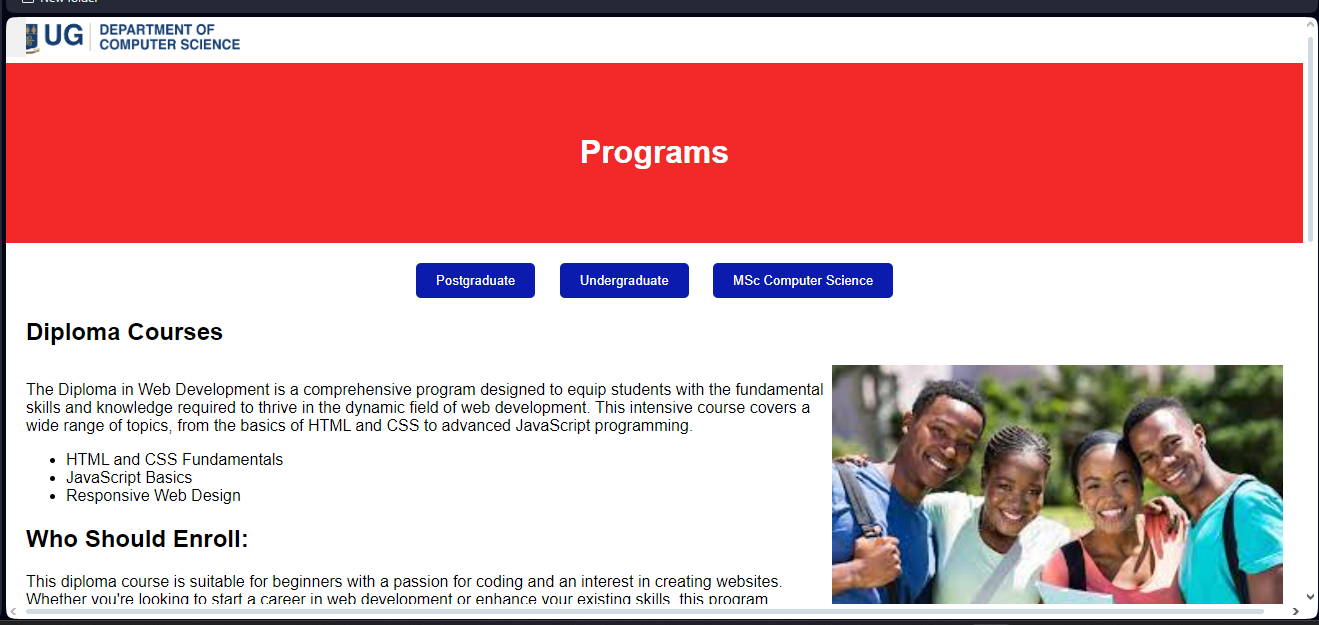 New folder
UG
DEPARTMENT OF
COMPUTER SCIENCE
Programs
Postgraduate
Undergraduate
MSc Computer Science
Diploma Courses
The Diploma in Web Development is a comprehensive program designed to equip students with the fundamental
skills and knowledge required to thrive in the dynamic field of web development. This intensive course covers a
wide range of topics, from the basics of HTML and CSS to advanced JavaScript programming.
• HTML and CSS Fundamentals
• JavaScript Basics
• Responsive Web Design
Who Should Enroll:
This diploma course is suitable for beginners with a passion for coding and an interest in creating websites.
Whether you're looking to start a career in web development or enhance your existing skills, this program